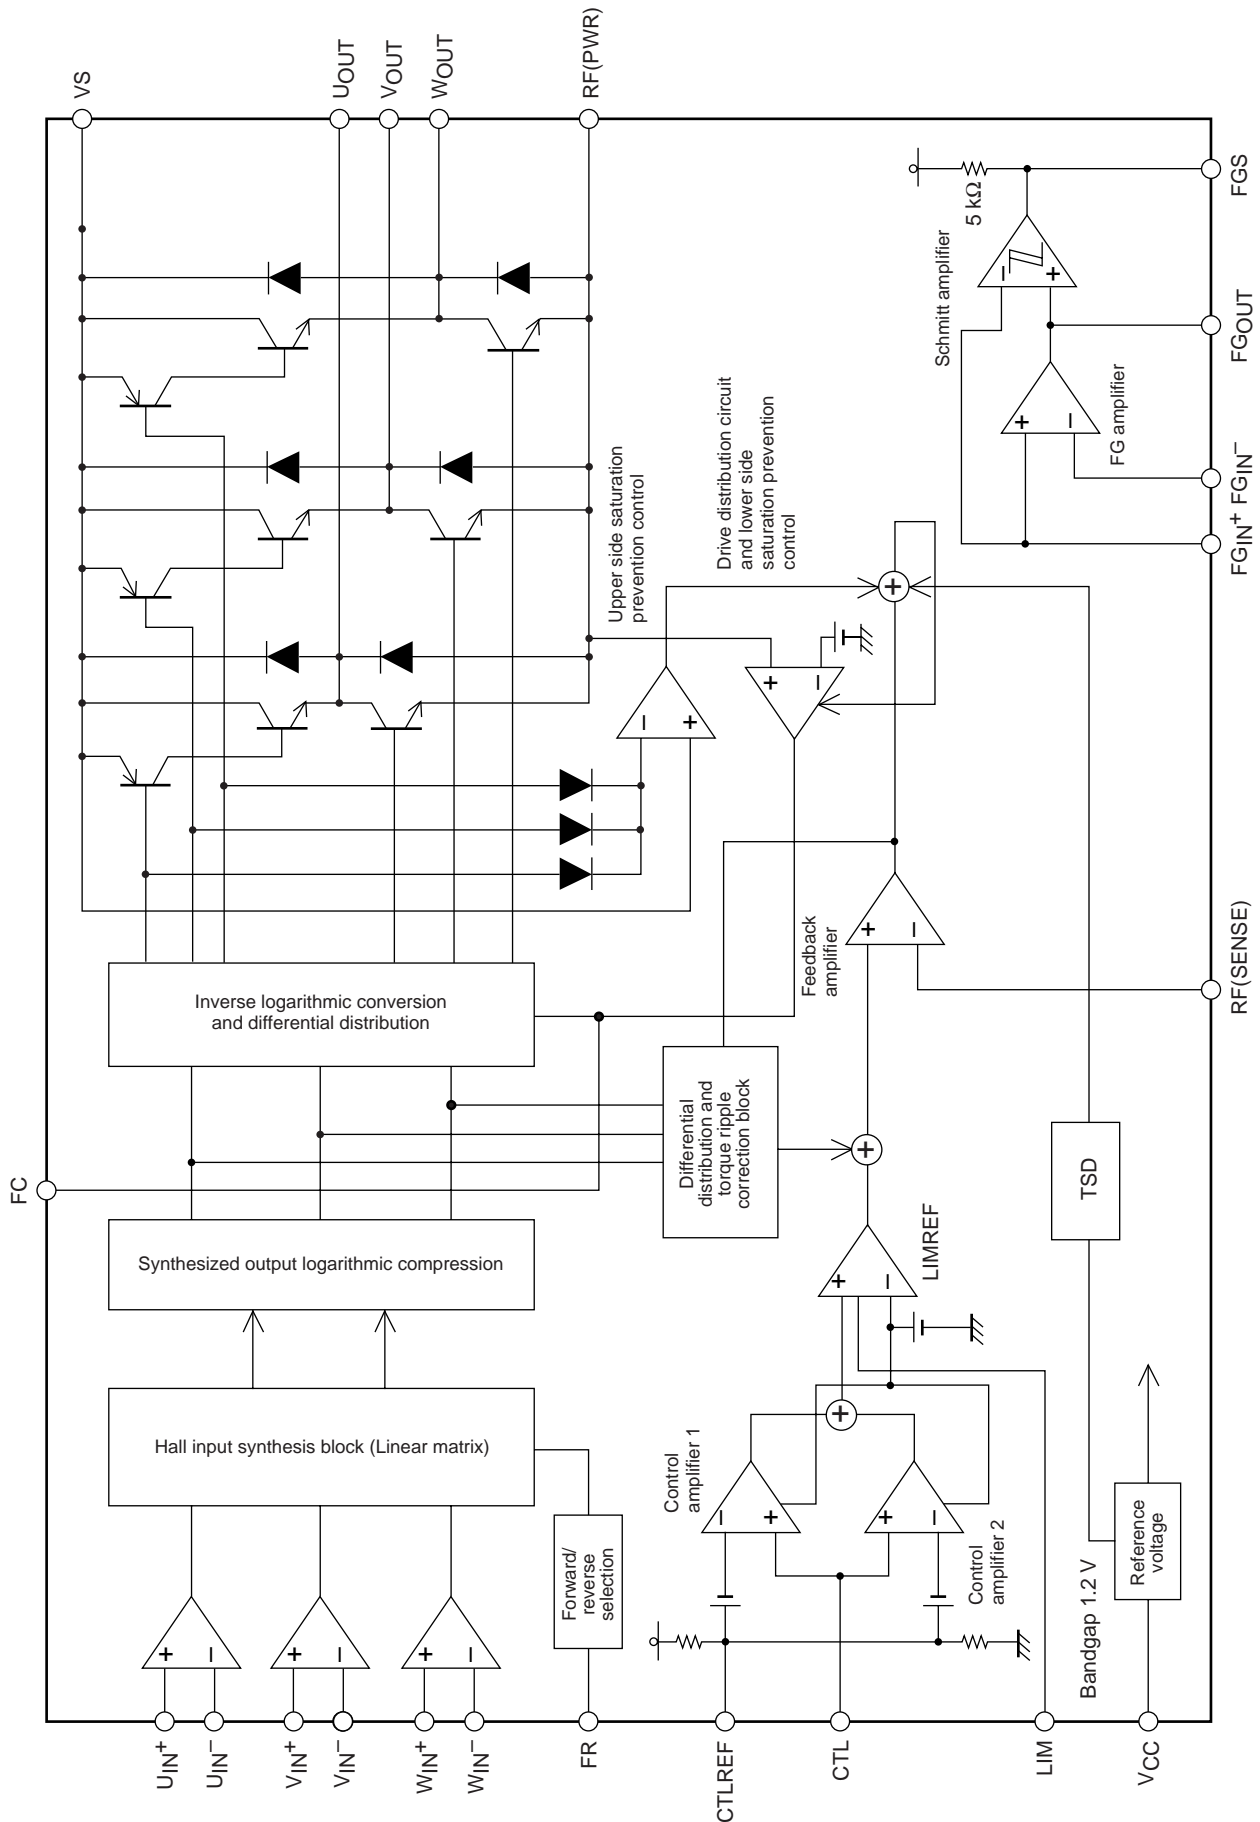 VS
UOUT
VOUT
WOUT
RF(PWR)
FGS
5 kΩ
Schmitt amplifier
−
+
FGOUT
+
−
FG amplifier
FGIN−
FGIN+
Upper side saturation
prevention control
−
+
Drive distribution circuit
and lower side
saturation prevention
control
+
−
+
Inverse logarithmic conversion
and differential distribution
Feedback
amplifier
+
−
RF(SENSE)
FC
Differential
distribution and
torque ripple
correction block
+
TSD
Synthesized output logarithmic compression
+
−
LIMREF
Hall input synthesis block (Linear matrix)
+
Control
amplifier 1
−
+
+
−
Control
amplifier 2
Forward/
reverse
selection
Bandgap 1.2 V
Reference
voltage
+
−
+
−
+
−
UIN+
UIN−
VIN+
VIN−
WIN+
WIN−
FR
CTLREF
CTL
LIM
VCC